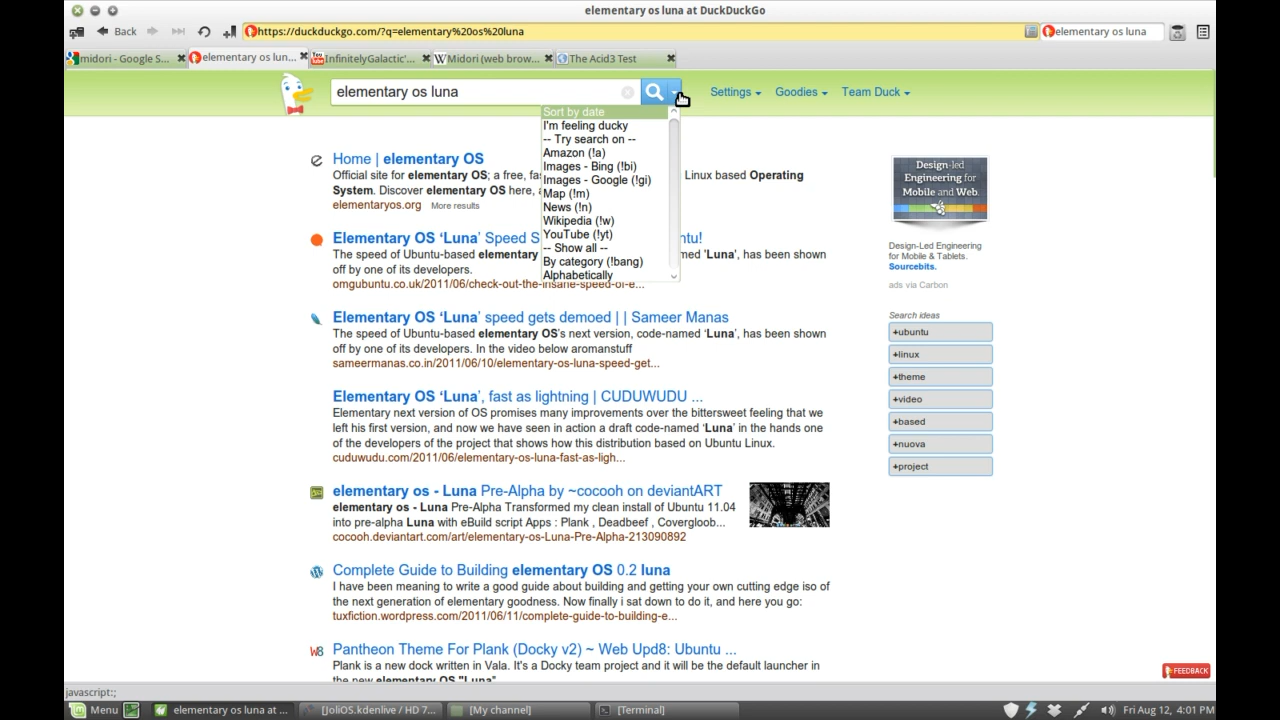 elementary os luna at DuckDuckGo
Back
https://duckduckgo.com/?q=elementary%20os%20luna
elementary os luna
midori - Google S...
elementary os lun...
InfinitelyGalactic'...
Midori (web brow...
The Acid3 Test
elementary os luna
Settings
Goodies
Team Duck
Sort by date
I'm feeling ducky
-- Try search on --
Amazon (!a)
Images - Bing (!bi)
Images - Google (!gi)
Map (!m)
News (!n)
Wikipedia (!w)
YouTube (!yt)
-- Show all --
By category (!bang)
Alphabetically
Home | elementary OS
Official site for elementary OS; a free, fas Linux based Operating
System. Discover elementary OS here,
elementaryos.org More results
Elementary OS ‘Luna’ Speed S ntu!
The speed of Ubuntu-based elementary med 'Luna', has been shown
off by one of its developers.
omgubuntu.co.uk/2011/06/check-out-the-insane-speed-of-e...
Elementary OS ‘Luna’ speed gets demoed | | Sameer Manas
The speed of Ubuntu-based elementary OS's next version, code-named 'Luna', has been shown
off by one of its developers. In the video below aromanstuff
sameermanas.co.in/2011/06/10/elementary-os-luna-speed-get...
Elementary OS ‘Luna’, fast as lightning | CUDUWUDU ...
Elementary next version of OS promises many improvements over the bittersweet feeling that we
left his first version, and now we have seen in action a draft code-named ‘Luna’ in the hands one
of the developers of the project that shows how this distribution based on Ubuntu Linux.
cuduwudu.com/2011/06/elementary-os-luna-fast-as-ligh...
elementary os - Luna Pre-Alpha by ~cocooh on deviantART
elementary os - Luna Pre-Alpha Transformed my clean install of Ubuntu 11.04
into pre-alpha Luna with eBuild script Apps : Plank , Deadbeef , Covergloob...
cocooh.deviantart.com/art/elementary-os-Luna-Pre-Alpha-213090892
Complete Guide to Building elementary OS 0.2 luna
I have been meaning to write a good guide about building and getting your own cutting edge iso of
the next generation of elementary goodness. Now finally i sat down to do it, and here you go:
tuxfiction.wordpress.com/2011/06/11/complete-guide-to-building-e...
W8 Pantheon Theme For Plank (Docky v2) ~ Web Upd8: Ubuntu ...
Plank is a new dock written in Vala. It's a Docky team project and it will be the default launcher in
the new elementary OS "Luna"
Design-led
Engineering for
Mobile and Web.
Design-Led Engineering
for Mobile & Tablets.
Sourcebits.
ads via Carbon
Search ideas
+ubuntu
+linux
+theme
+video
+based
+nuova
+project
FEEDBACK
javascript:;
Menu
elementary os luna at ...
[JoliOS.kdenlive / HD 7...
[My channel]
[Terminal]
Fri Aug 12, 4:01 PM